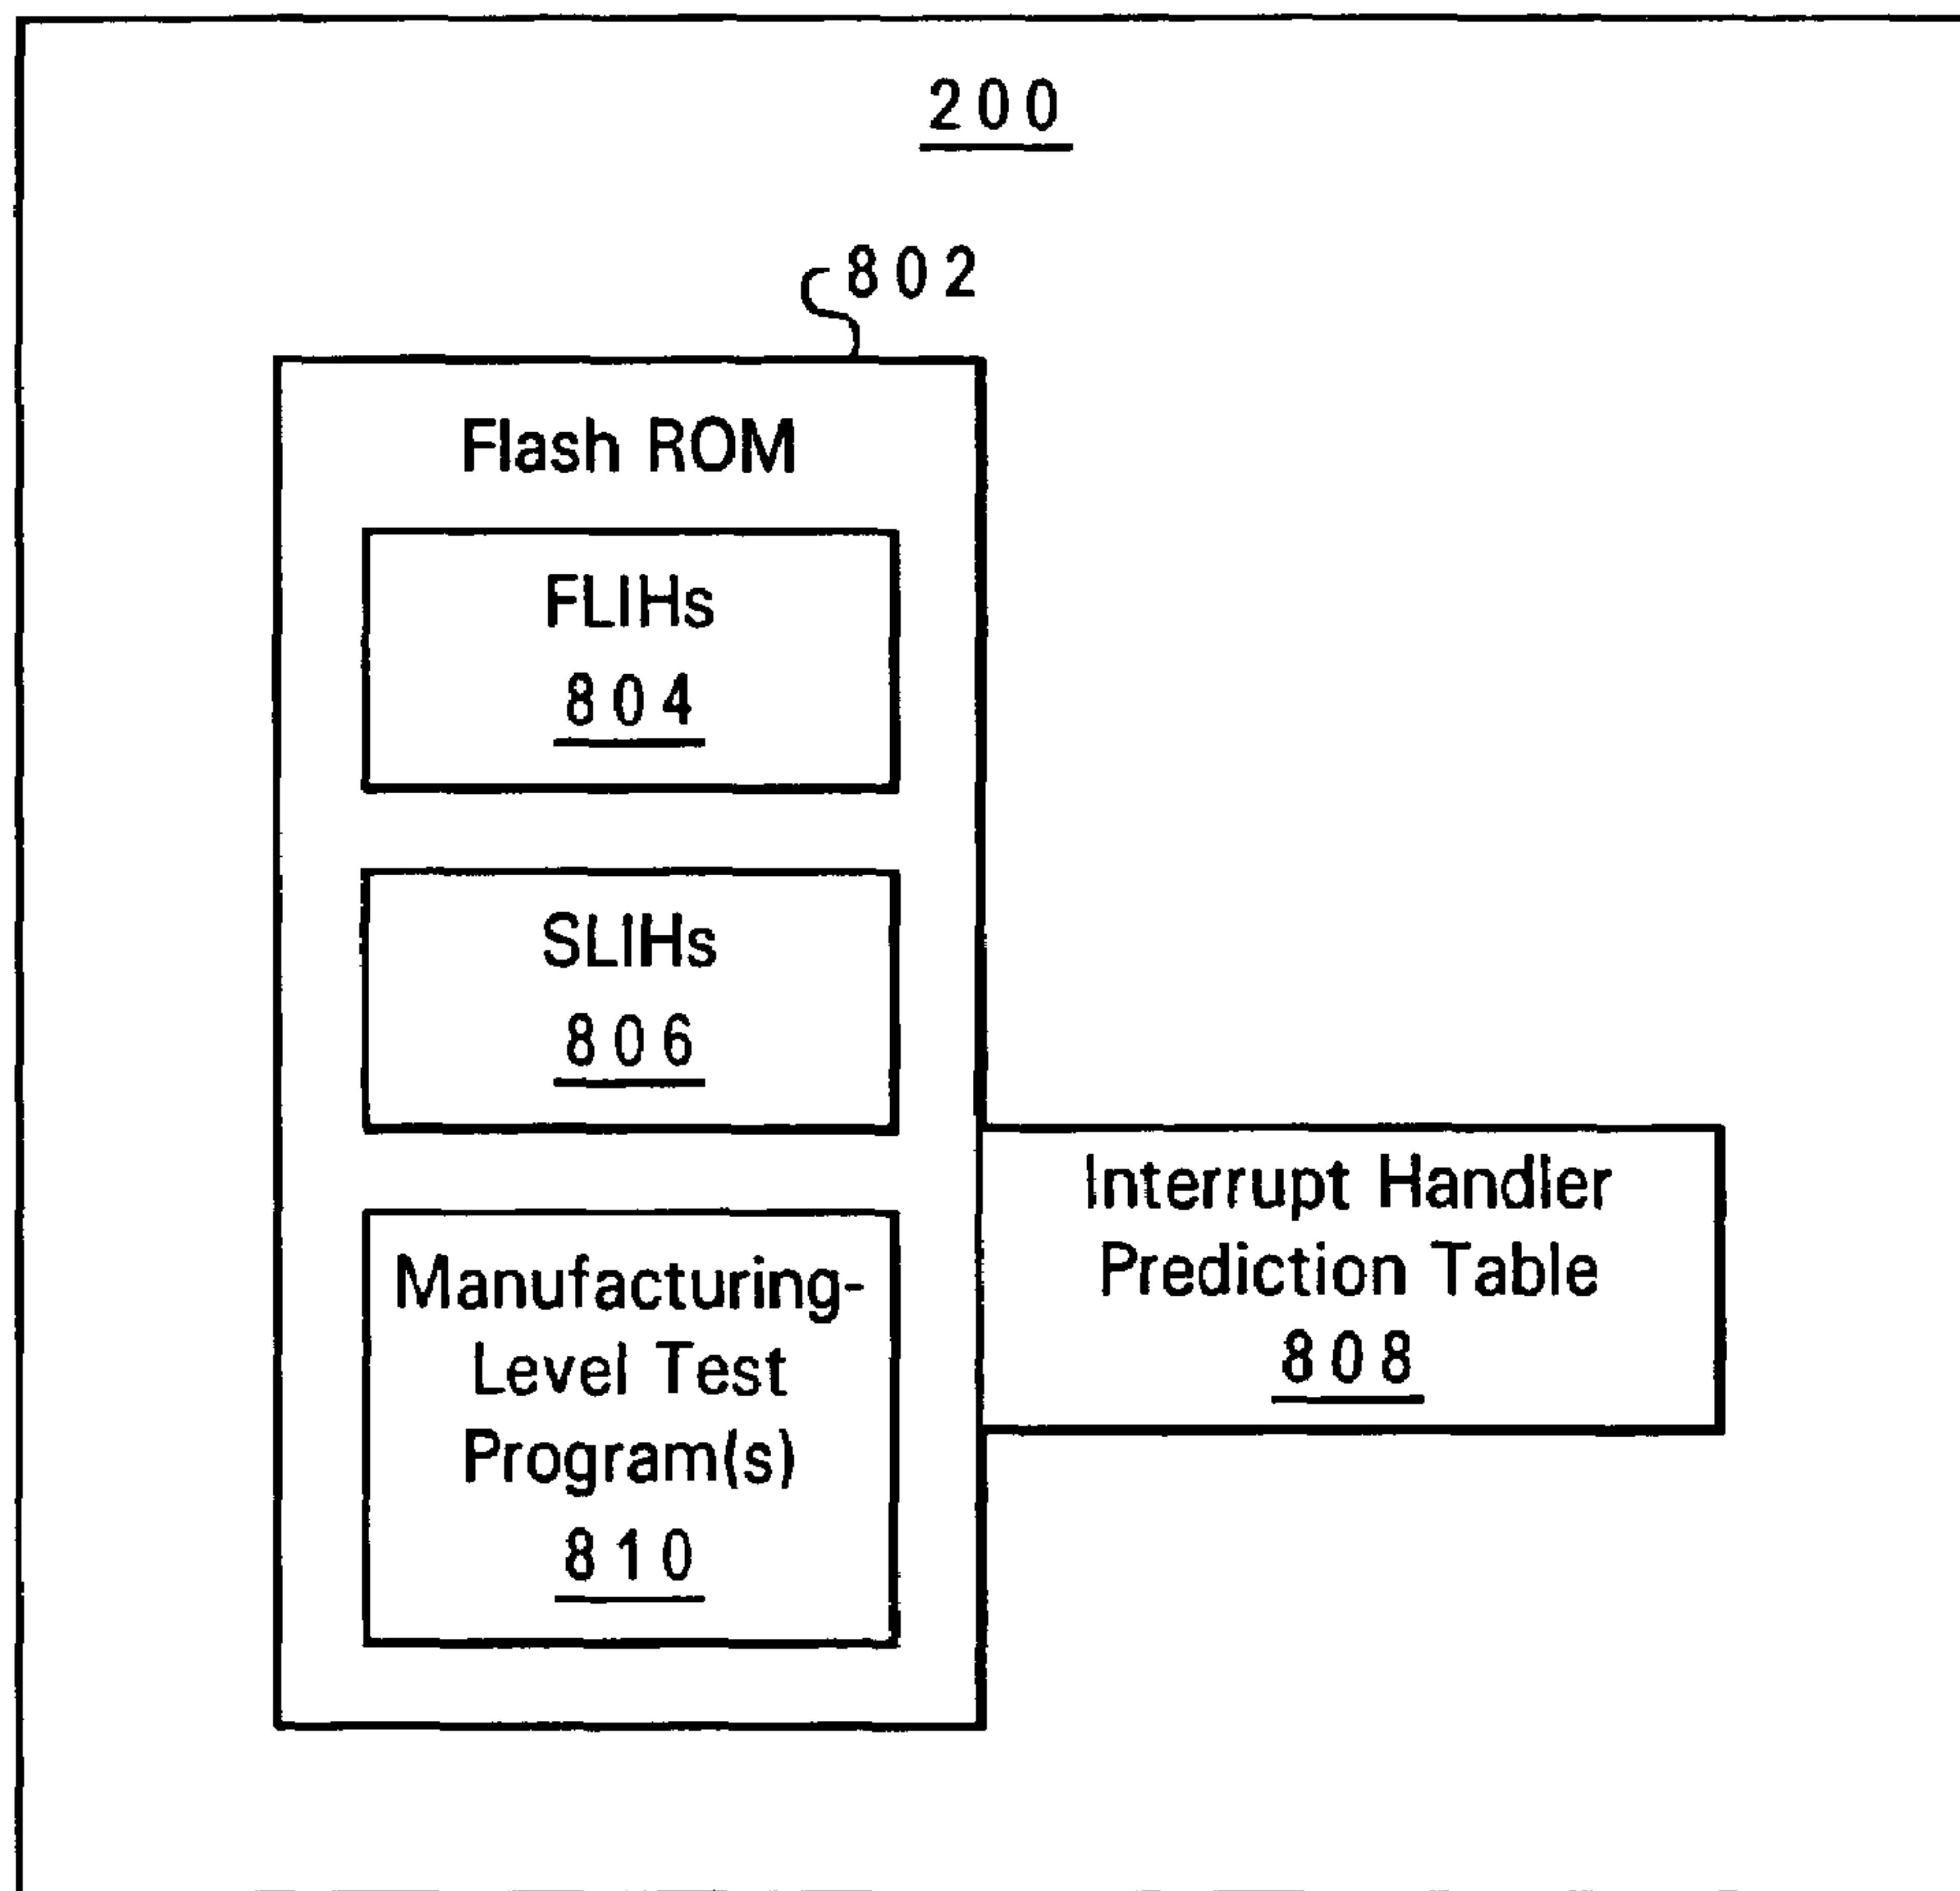 200
802
Flash ROM
FLIHs
804
SLIHs
806
Manufacturing-
Level Test
Program(s)
810
Interrupt Handler
Prediction Table
808